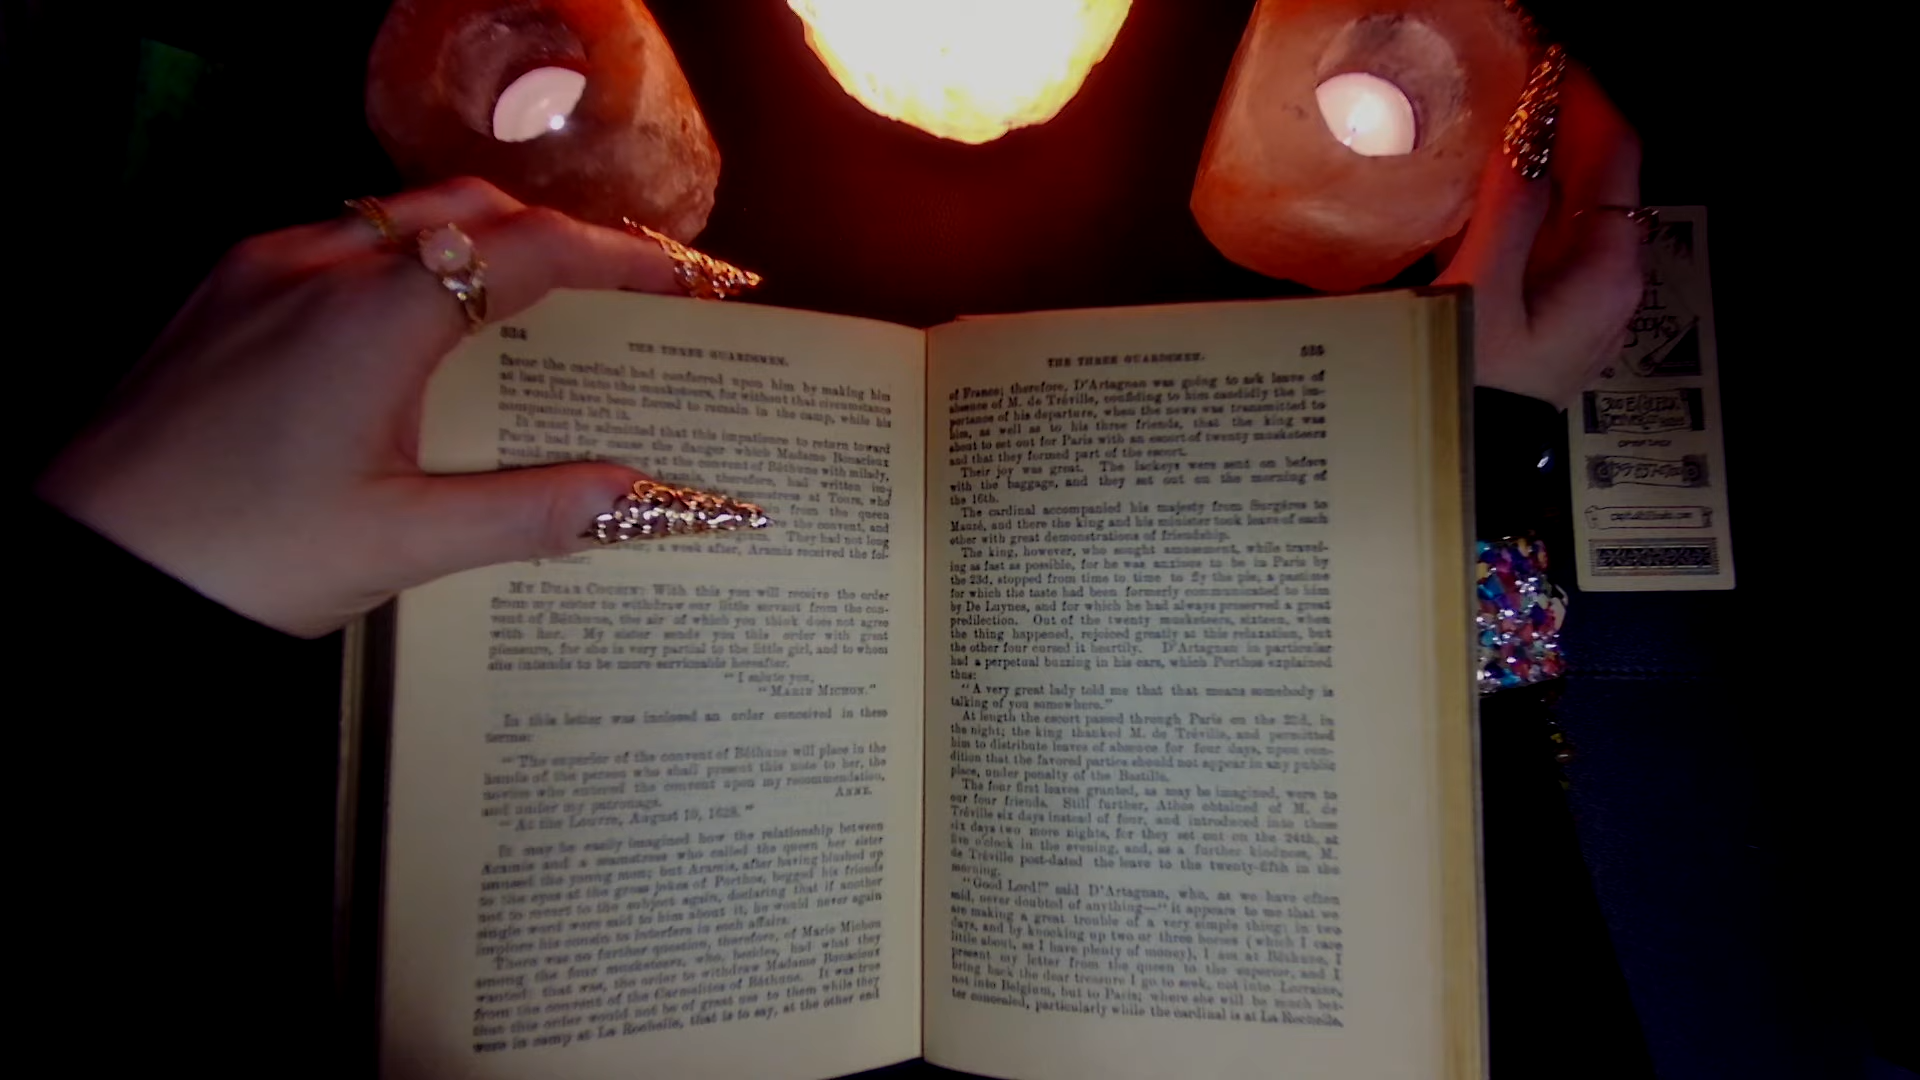 534
THE THREE GUARDSMEN.
favor the cardinal had conferred upon him by making him
at last pass into the musketeers, for without that circumstance
he would have been forced to remain in the camp, while his
companions left it.
It must be admitted that this impatience to return toward
Paris had for cause the danger which Madame Bonacieux
would run of meeting at the convent of Béthune with milady,
Aramis, therefore, had written im-
seamstress at Tours, who
from the queen
the convent, and
Belgium. They had not long
a week after, Aramis received the fol-
MY DEAR COUSIN: With this you will receive the order
from my sister to withdraw our little servant from the con-
vent of Béthune, the air of which you think does not agree
with her. My sister sends you this order with great
pleasure, for she is very partial to the little girl, and to whom
she intends to be more serviceable hereafter.
"I salute you,
"MARIE MICHON."
In this letter was inclosed an order conceived in these
terms:
"The superior of the convent of Béthune will place in the
hands of the person who shall present this note to her, the
novice who entered the convent upon my recommendation,
and under my patronage. ANNE.
"At the Louvre, August 10, 1628."
It may be easily imagined how the relationship between
Aramis and a seamstress who called the queen her sister
amused the young men; but Aramis, after having blushed up
to the eyes at the gross jokes of Porthos, begged his friends
not to resort to the subject again, declaring that if another
single word were said to him about it, he would never again
implore his cousin to interfere in such affairs.
There was no further question, therefore, of Marie Michon
among the four musketeers, who, besides, had what they
wanted: that was, the order to withdraw Madame Bonacieux
from the convent of the Carmelites of Béthune. It was true
that this order would not be of great use to them while they
were in camp at La Rochelle, that is to say, at the other end
THE THREE GUARDSMEN.
535
of France; therefore, D'Artagnan was going to ask leave of
absence of M. de Tréville, confiding to him candidly the im-
portance of his departure, when the news was transmitted to
him, as well as to his three friends, that the king was
about to set out for Paris with an escort of twenty musketeers
and that they formed part of the escort.
Their joy was great. The lackeys were sent on before
with the baggage, and they set out on the morning of
the 16th.
The cardinal accompanied his majesty from Surgères to
Mauzé, and there the king and his minister took leave of each
other with great demonstrations of friendship.
The king, however, who sought amusement, while travel-
ing as fast as possible, for he was anxious to be in Paris by
the 23d, stopped from time to time to fly the pie, a pastime
for which the taste had been formerly communicated to him
by De Luynes, and for which he had always preserved a great
predilection. Out of the twenty musketeers, sixteen, when
the thing happened, rejoiced greatly at this relaxation, but
the other four cursed it heartily. D'Artagnan in particular
had a perpetual buzzing in his ears, which Porthos explained
thus:
"A very great lady told me that that means somebody is
talking of you somewhere."
At length the escort passed through Paris on the 23d, in
the night; the king thanked M. de Tréville, and permitted
him to distribute leaves of absence for four days, upon con-
dition that the favored parties should not appear in any public
place, under penalty of the Bastille.
The four first leaves granted, as may be imagined, were to
our four friends. Still further, Athos obtained of M. de
Tréville six days instead of four, and introduced into these
six days two more nights, for they set out on the 24th, at
five o'clock in the evening, and, as a further kindness, M.
de Tréville post-dated the leave to the twenty-fifth in the
morning.
"Good Lord!" said D'Artagnan, who, as we have often
said, never doubted of anything—"it appears to me that we
are making a great trouble of a very simple thing: in two
days, and by knocking up two or three horses (which I care
little about, as I have plenty of money), I am at Béthune, I
present my letter from the queen to the superior, and I
bring back the dear treasure I go to seek, not into Lorraine,
not into Belgium, but to Paris; where she will be much bet-
ter concealed, particularly while the cardinal is at La Rochelle,
BOOKS